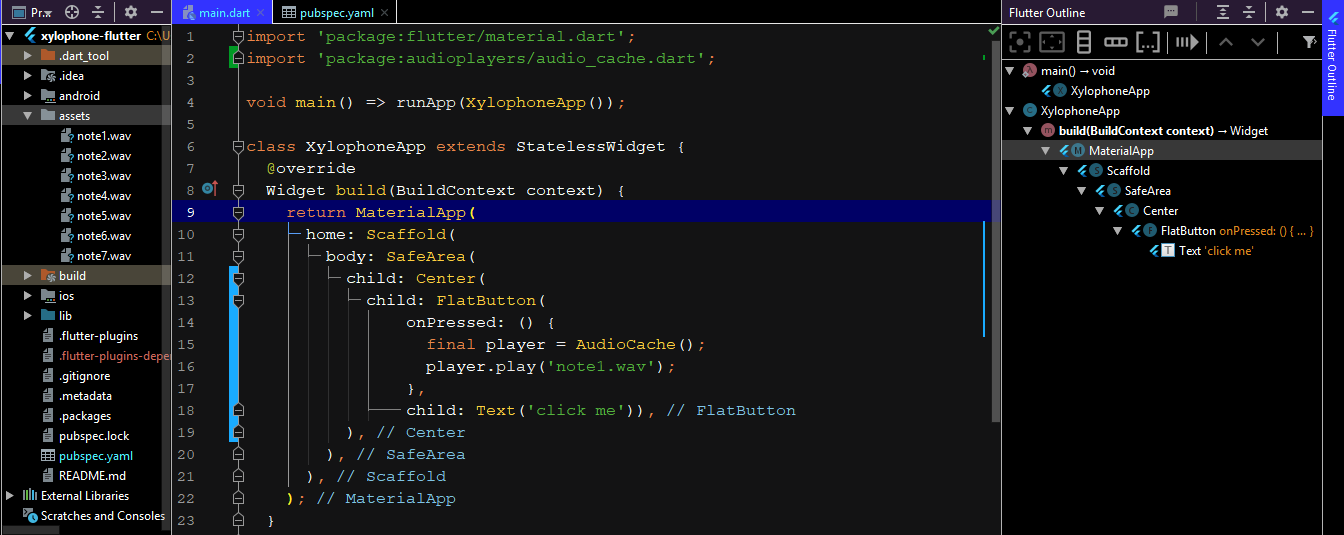 Pr.
main.dart
pubspec.yaml
Flutter Outline
xylophone-flutter C:\U
.dart_tool
.idea
android
assets
note1.wav
note2.wav
note3.wav
note4.wav
note5.wav
note6.wav
note7.wav
build
ios
lib
.flutter-plugins
.flutter-plugins-depe
.gitignore
.metadata
.packages
pubspec.lock
pubspec.yaml
README.md
External Libraries
Scratches and Consoles
1 import 'package:flutter/material.dart';
2 import 'package:audioplayers/audio_cache.dart';
3
4 void main() => runApp(XylophoneApp());
5
6 class XylophoneApp extends StatelessWidget {
7 @override
8 Widget build(BuildContext context) {
9 return MaterialApp(
10 home: Scaffold(
11 body: SafeArea(
12 child: Center(
13 child: FlatButton(
14 onPressed: () {
15 final player = AudioCache();
16 player.play('note1.wav');
17 },
18 child: Text('click me')), // FlatButton
19 ), // Center
20 ), // SafeArea
21 ), // Scaffold
22 ); // MaterialApp
23 }
main() → void
XylophoneApp
XylophoneApp
build(BuildContext context) → Widget
MaterialApp
Scaffold
SafeArea
Center
FlatButton onPressed: () { ... }
Text 'click me'
Flutter Outline